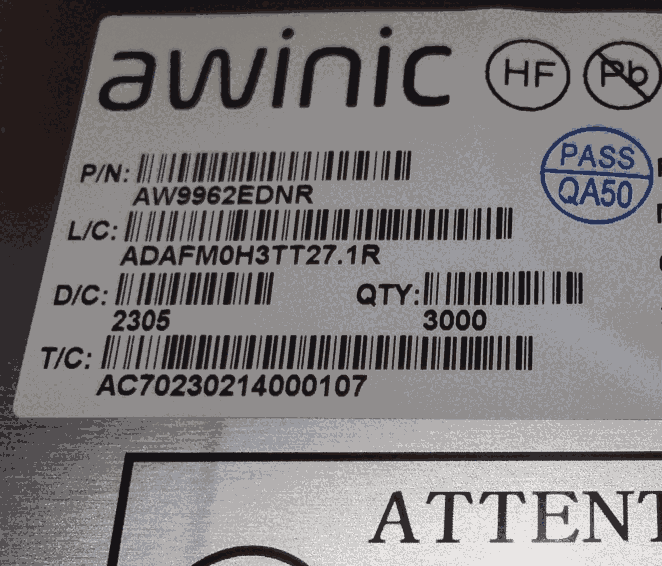 awinic HF Pb
PASS
P/N:
AW9962EDNR
QA50
L/C:
ADAFM0H3TT27.1R
D/C: QTY:
2305 3000
T/C:
AC70230214000107
ATTENT